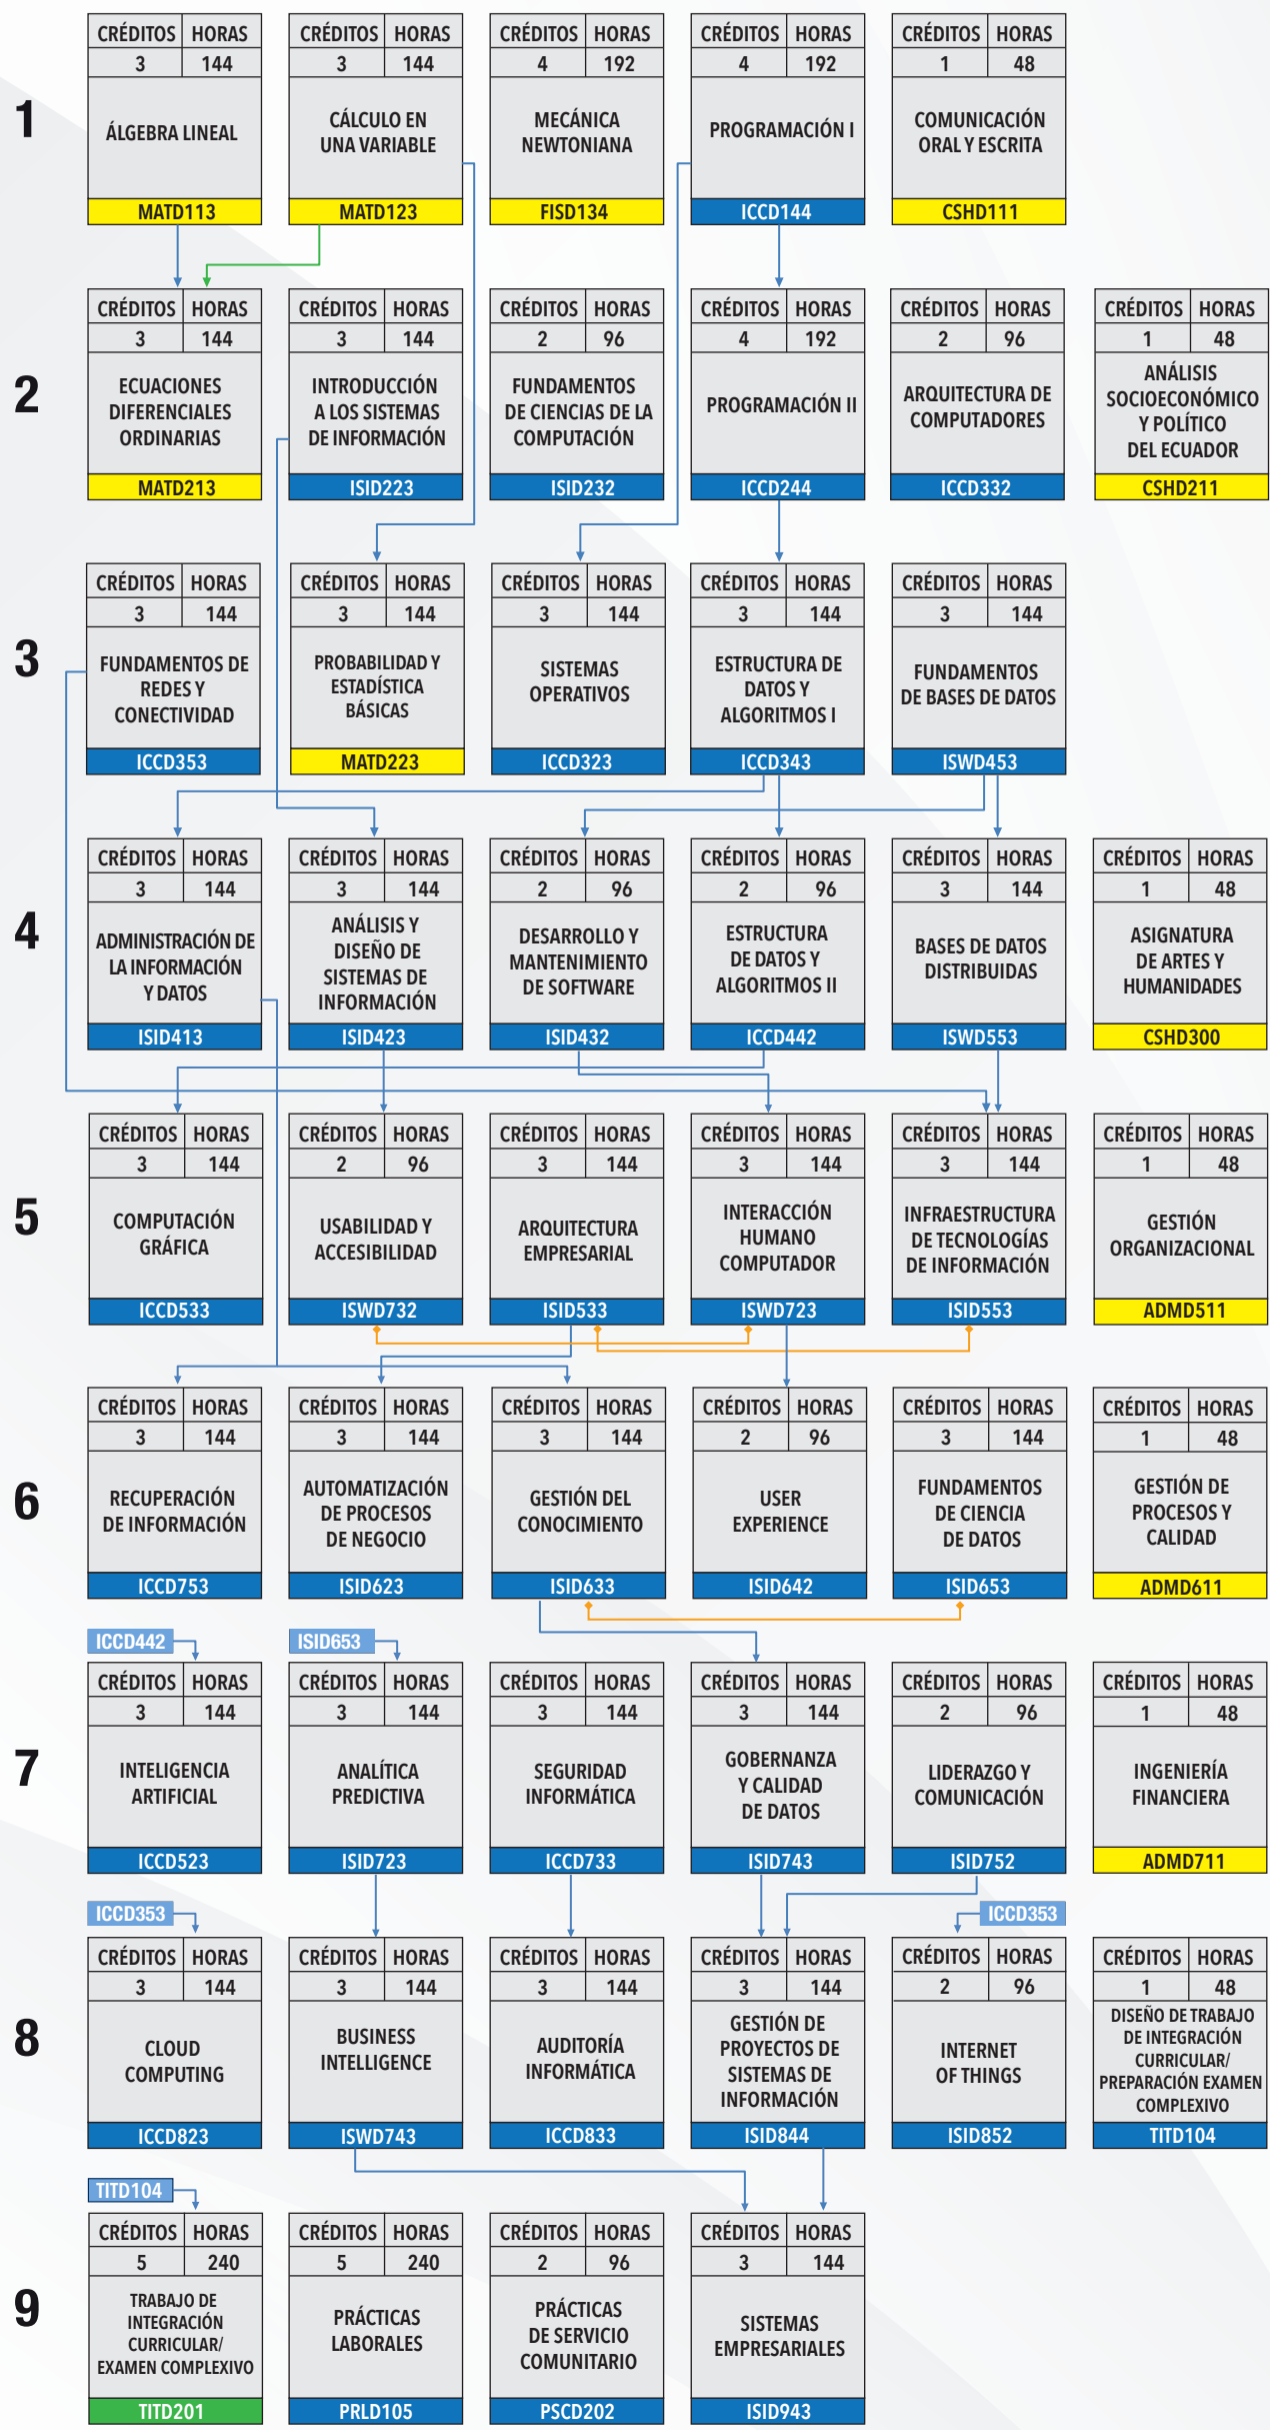 1
CRÉDITOS HORAS
3 144
ÁLGEBRA LINEAL
MATD113
CRÉDITOS HORAS
3 144
CÁLCULO EN
UNA VARIABLE
MATD123
CRÉDITOS HORAS
4 192
MECÁNICA
NEWTONIANA
FISD134
CRÉDITOS HORAS
4 192
PROGRAMACIÓN I
ICCD144
CRÉDITOS HORAS
1 48
COMUNICACIÓN
ORAL Y ESCRITA
CSHD111
2
CRÉDITOS HORAS
3 144
ECUACIONES
DIFERENCIALES
ORDINARIAS
MATD213
CRÉDITOS HORAS
3 144
INTRODUCCIÓN
A LOS SISTEMAS
DE INFORMACIÓN
ISID223
CRÉDITOS HORAS
2 96
FUNDAMENTOS
DE CIENCIAS DE LA
COMPUTACIÓN
ISID232
CRÉDITOS HORAS
4 192
PROGRAMACIÓN II
ICCD244
CRÉDITOS HORAS
2 96
ARQUITECTURA DE
COMPUTADORES
ICCD332
CRÉDITOS HORAS
1 48
ANÁLISIS
SOCIOECONÓMICO
Y POLÍTICO
DEL ECUADOR
CSHD211
3
CRÉDITOS HORAS
3 144
FUNDAMENTOS DE
REDES Y
CONECTIVIDAD
ICCD353
CRÉDITOS HORAS
3 144
PROBABILIDAD Y
ESTADÍSTICA
BÁSICAS
MATD223
CRÉDITOS HORAS
3 144
SISTEMAS
OPERATIVOS
ICCD323
CRÉDITOS HORAS
3 144
ESTRUCTURA DE
DATOS Y
ALGORITMOS I
ICCD343
CRÉDITOS HORAS
3 144
FUNDAMENTOS
DE BASES DE DATOS
ISWD453
4
CRÉDITOS HORAS
3 144
ADMINISTRACIÓN DE
LA INFORMACIÓN
Y DATOS
ISID413
CRÉDITOS HORAS
3 144
ANÁLISIS Y
DISEÑO DE
SISTEMAS DE
INFORMACIÓN
ISID423
CRÉDITOS HORAS
2 96
DESARROLLO Y
MANTENIMIENTO
DE SOFTWARE
ISID432
CRÉDITOS HORAS
2 96
ESTRUCTURA
DE DATOS Y
ALGORITMOS II
ICCD442
CRÉDITOS HORAS
3 144
BASES DE DATOS
DISTRIBUIDAS
ISWD553
CRÉDITOS HORAS
1 48
ASIGNATURA
DE ARTES Y
HUMANIDADES
CSHD300
5
CRÉDITOS HORAS
3 144
COMPUTACIÓN
GRÁFICA
ICCD533
CRÉDITOS HORAS
2 96
USABILIDAD Y
ACCESIBILIDAD
ISWD732
CRÉDITOS HORAS
3 144
ARQUITECTURA
EMPRESARIAL
ISID533
CRÉDITOS HORAS
3 144
INTERACCIÓN
HUMANO
COMPUTADOR
ISWD723
CRÉDITOS HORAS
3 144
INFRAESTRUCTURA
DE TECNOLOGÍAS
DE INFORMACIÓN
ISID553
CRÉDITOS HORAS
1 48
GESTIÓN
ORGANIZACIONAL
ADMD511
6
CRÉDITOS HORAS
3 144
RECUPERACIÓN
DE INFORMACIÓN
ICCD753
CRÉDITOS HORAS
3 144
AUTOMATIZACIÓN
DE PROCESOS
DE NEGOCIO
ISID623
CRÉDITOS HORAS
3 144
GESTIÓN DEL
CONOCIMIENTO
ISID633
CRÉDITOS HORAS
2 96
USER
EXPERIENCE
ISID642
CRÉDITOS HORAS
3 144
FUNDAMENTOS
DE CIENCIA
DE DATOS
ISID653
CRÉDITOS HORAS
1 48
GESTIÓN DE
PROCESOS Y
CALIDAD
ADMD611
7
ICCD442
CRÉDITOS HORAS
3 144
INTELIGENCIA
ARTIFICIAL
ICCD523
ISID653
CRÉDITOS HORAS
3 144
ANALÍTICA
PREDICTIVA
ISID723
CRÉDITOS HORAS
3 144
SEGURIDAD
INFORMÁTICA
ICCD733
CRÉDITOS HORAS
3 144
GOBERNANZA
Y CALIDAD
DE DATOS
ISID743
CRÉDITOS HORAS
2 96
LIDERAZGO Y
COMUNICACIÓN
ISID752
CRÉDITOS HORAS
1 48
INGENIERÍA
FINANCIERA
ADMD711
8
ICCD353
CRÉDITOS HORAS
3 144
CLOUD
COMPUTING
ICCD823
CRÉDITOS HORAS
3 144
BUSINESS
INTELLIGENCE
ISWD743
CRÉDITOS HORAS
3 144
AUDITORÍA
INFORMÁTICA
ICCD833
CRÉDITOS HORAS
3 144
GESTIÓN DE
PROYECTOS DE
SISTEMAS DE
INFORMACIÓN
ISID844
ICCD353
CRÉDITOS HORAS
2 96
INTERNET
OF THINGS
ISID852
CRÉDITOS HORAS
1 48
DISEÑO DE TRABAJO
DE INTEGRACIÓN
CURRICULAR/
PREPARACIÓN EXAMEN
COMPLEXIVO
TITD104
9
TITD104
CRÉDITOS HORAS
5 240
TRABAJO DE
INTEGRACIÓN
CURRICULAR/
EXAMEN COMPLEXIVO
TITD201
CRÉDITOS HORAS
5 240
PRÁCTICAS
LABORALES
PRLD105
CRÉDITOS HORAS
2 96
PRÁCTICAS
DE SERVICIO
COMUNITARIO
PSCD202
CRÉDITOS HORAS
3 144
SISTEMAS
EMPRESARIALES
ISID943